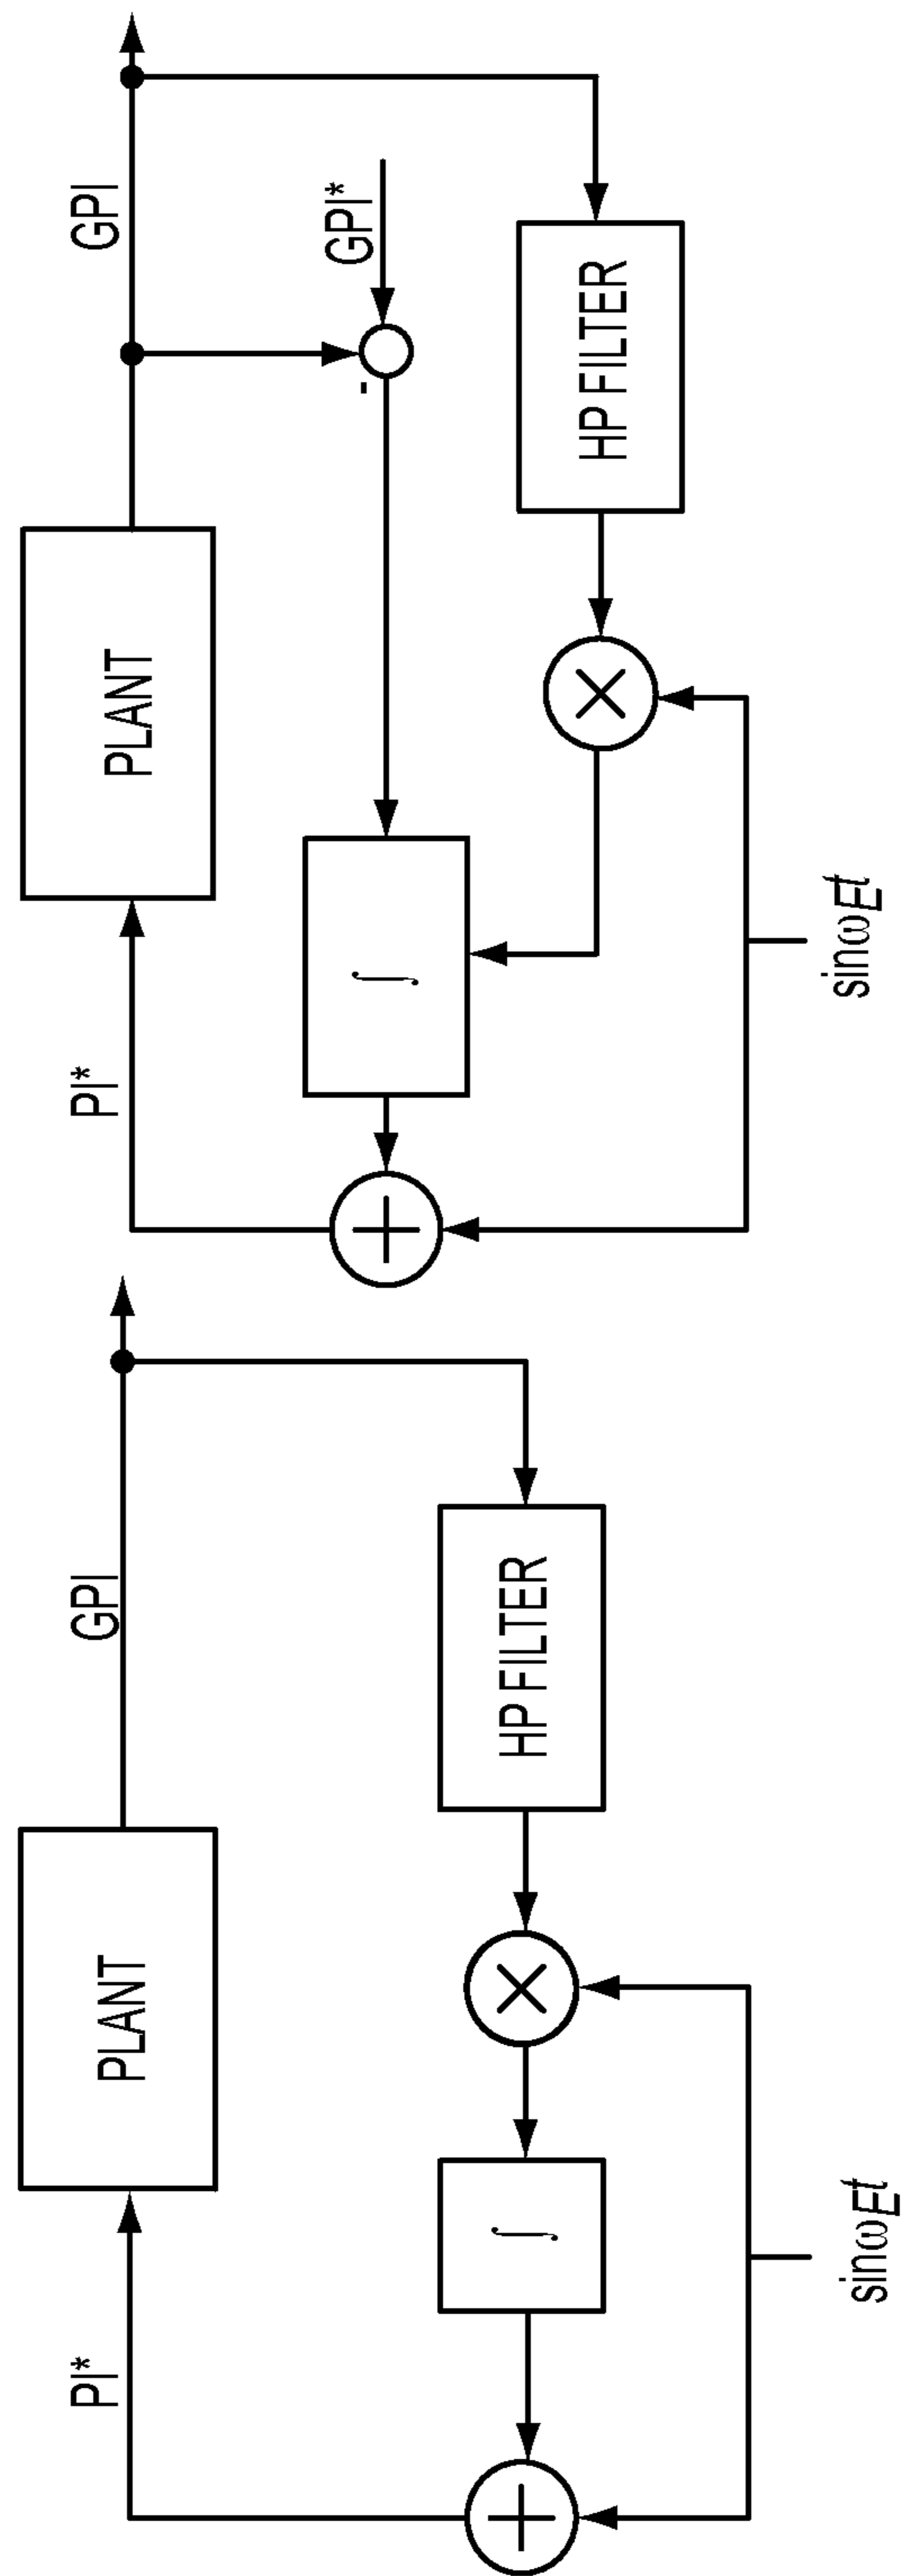 PI*
PLANT
GPI
∫
HP FILTER
sinωEt
PI*
PLANT
GPI
GPI*
-
∫
HP FILTER
sinωEt